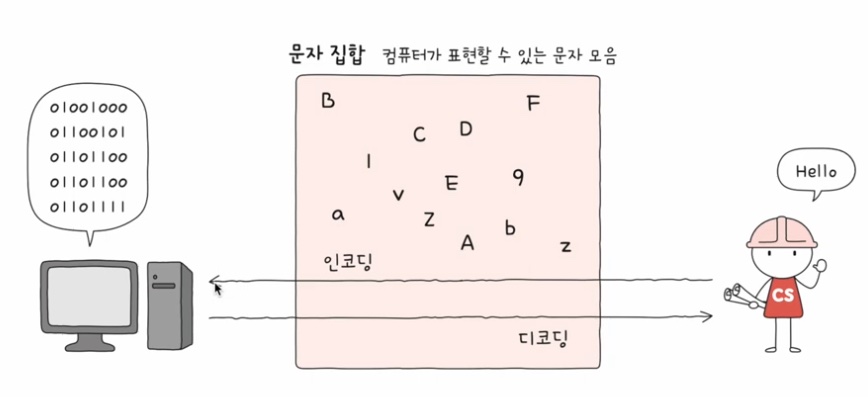 문자 집합 컴퓨터가 표현할 수 있는 문자 모음
01001000
01100101
01101100
01101100
01101111
B
F
C
D
l
E
9
v
a
Z
b
A
z
인코딩
디코딩
Hello
CS